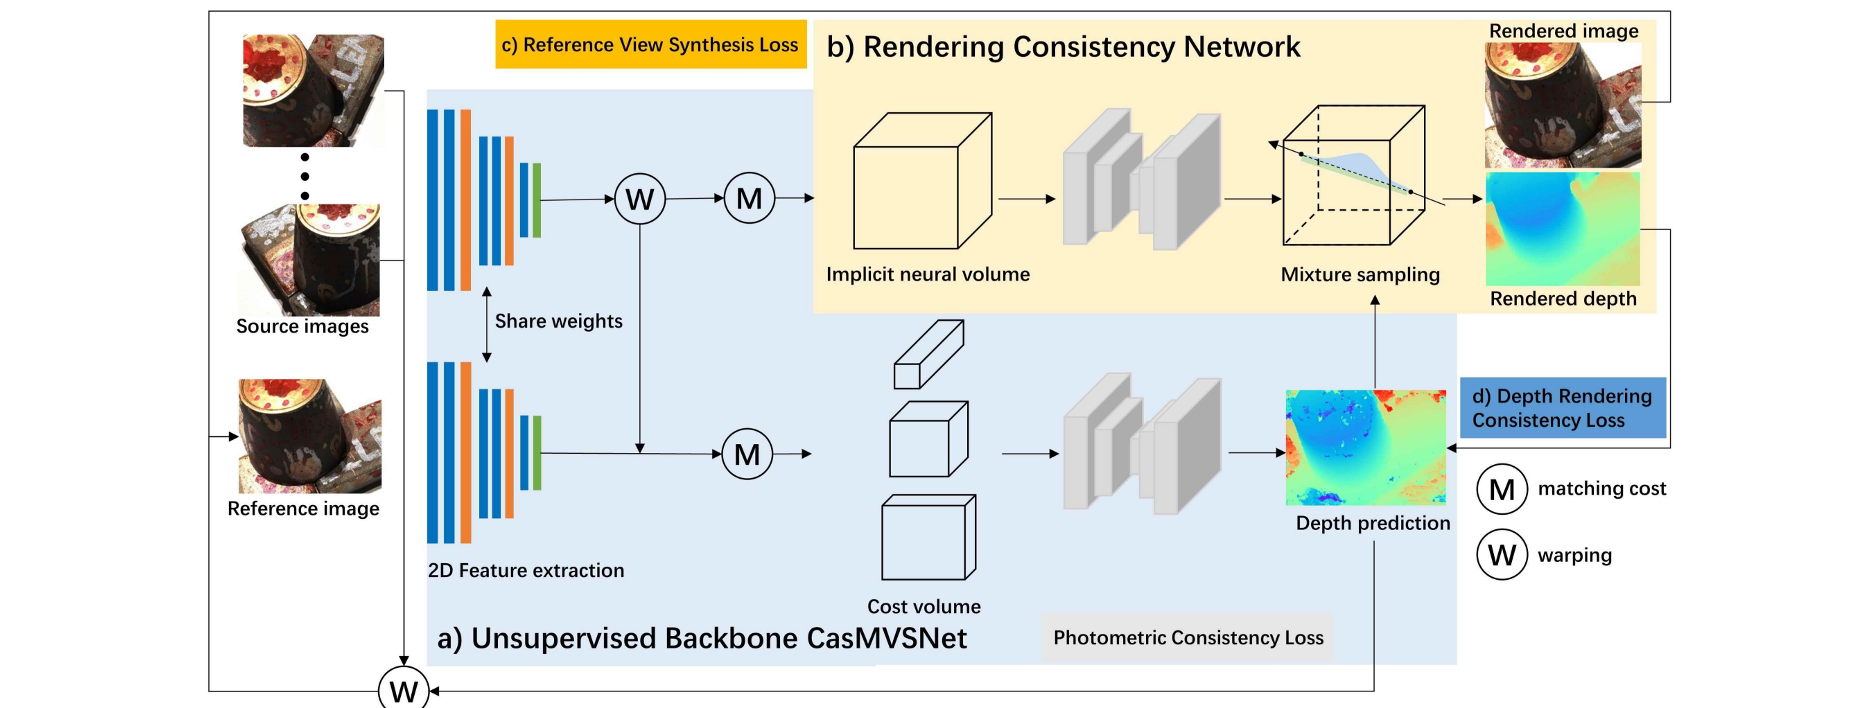 c) Reference View Synthesis Loss
b) Rendering Consistency Network
Rendered image
W
M
Implicit neural volume
Mixture sampling
Rendered depth
Source images
Share weights
d) Depth Rendering
Consistency Loss
M
Reference image
M matching cost
Depth prediction
W warping
2D Feature extraction
Cost volume
a) Unsupervised Backbone CasMVSNet
Photometric Consistency Loss
W